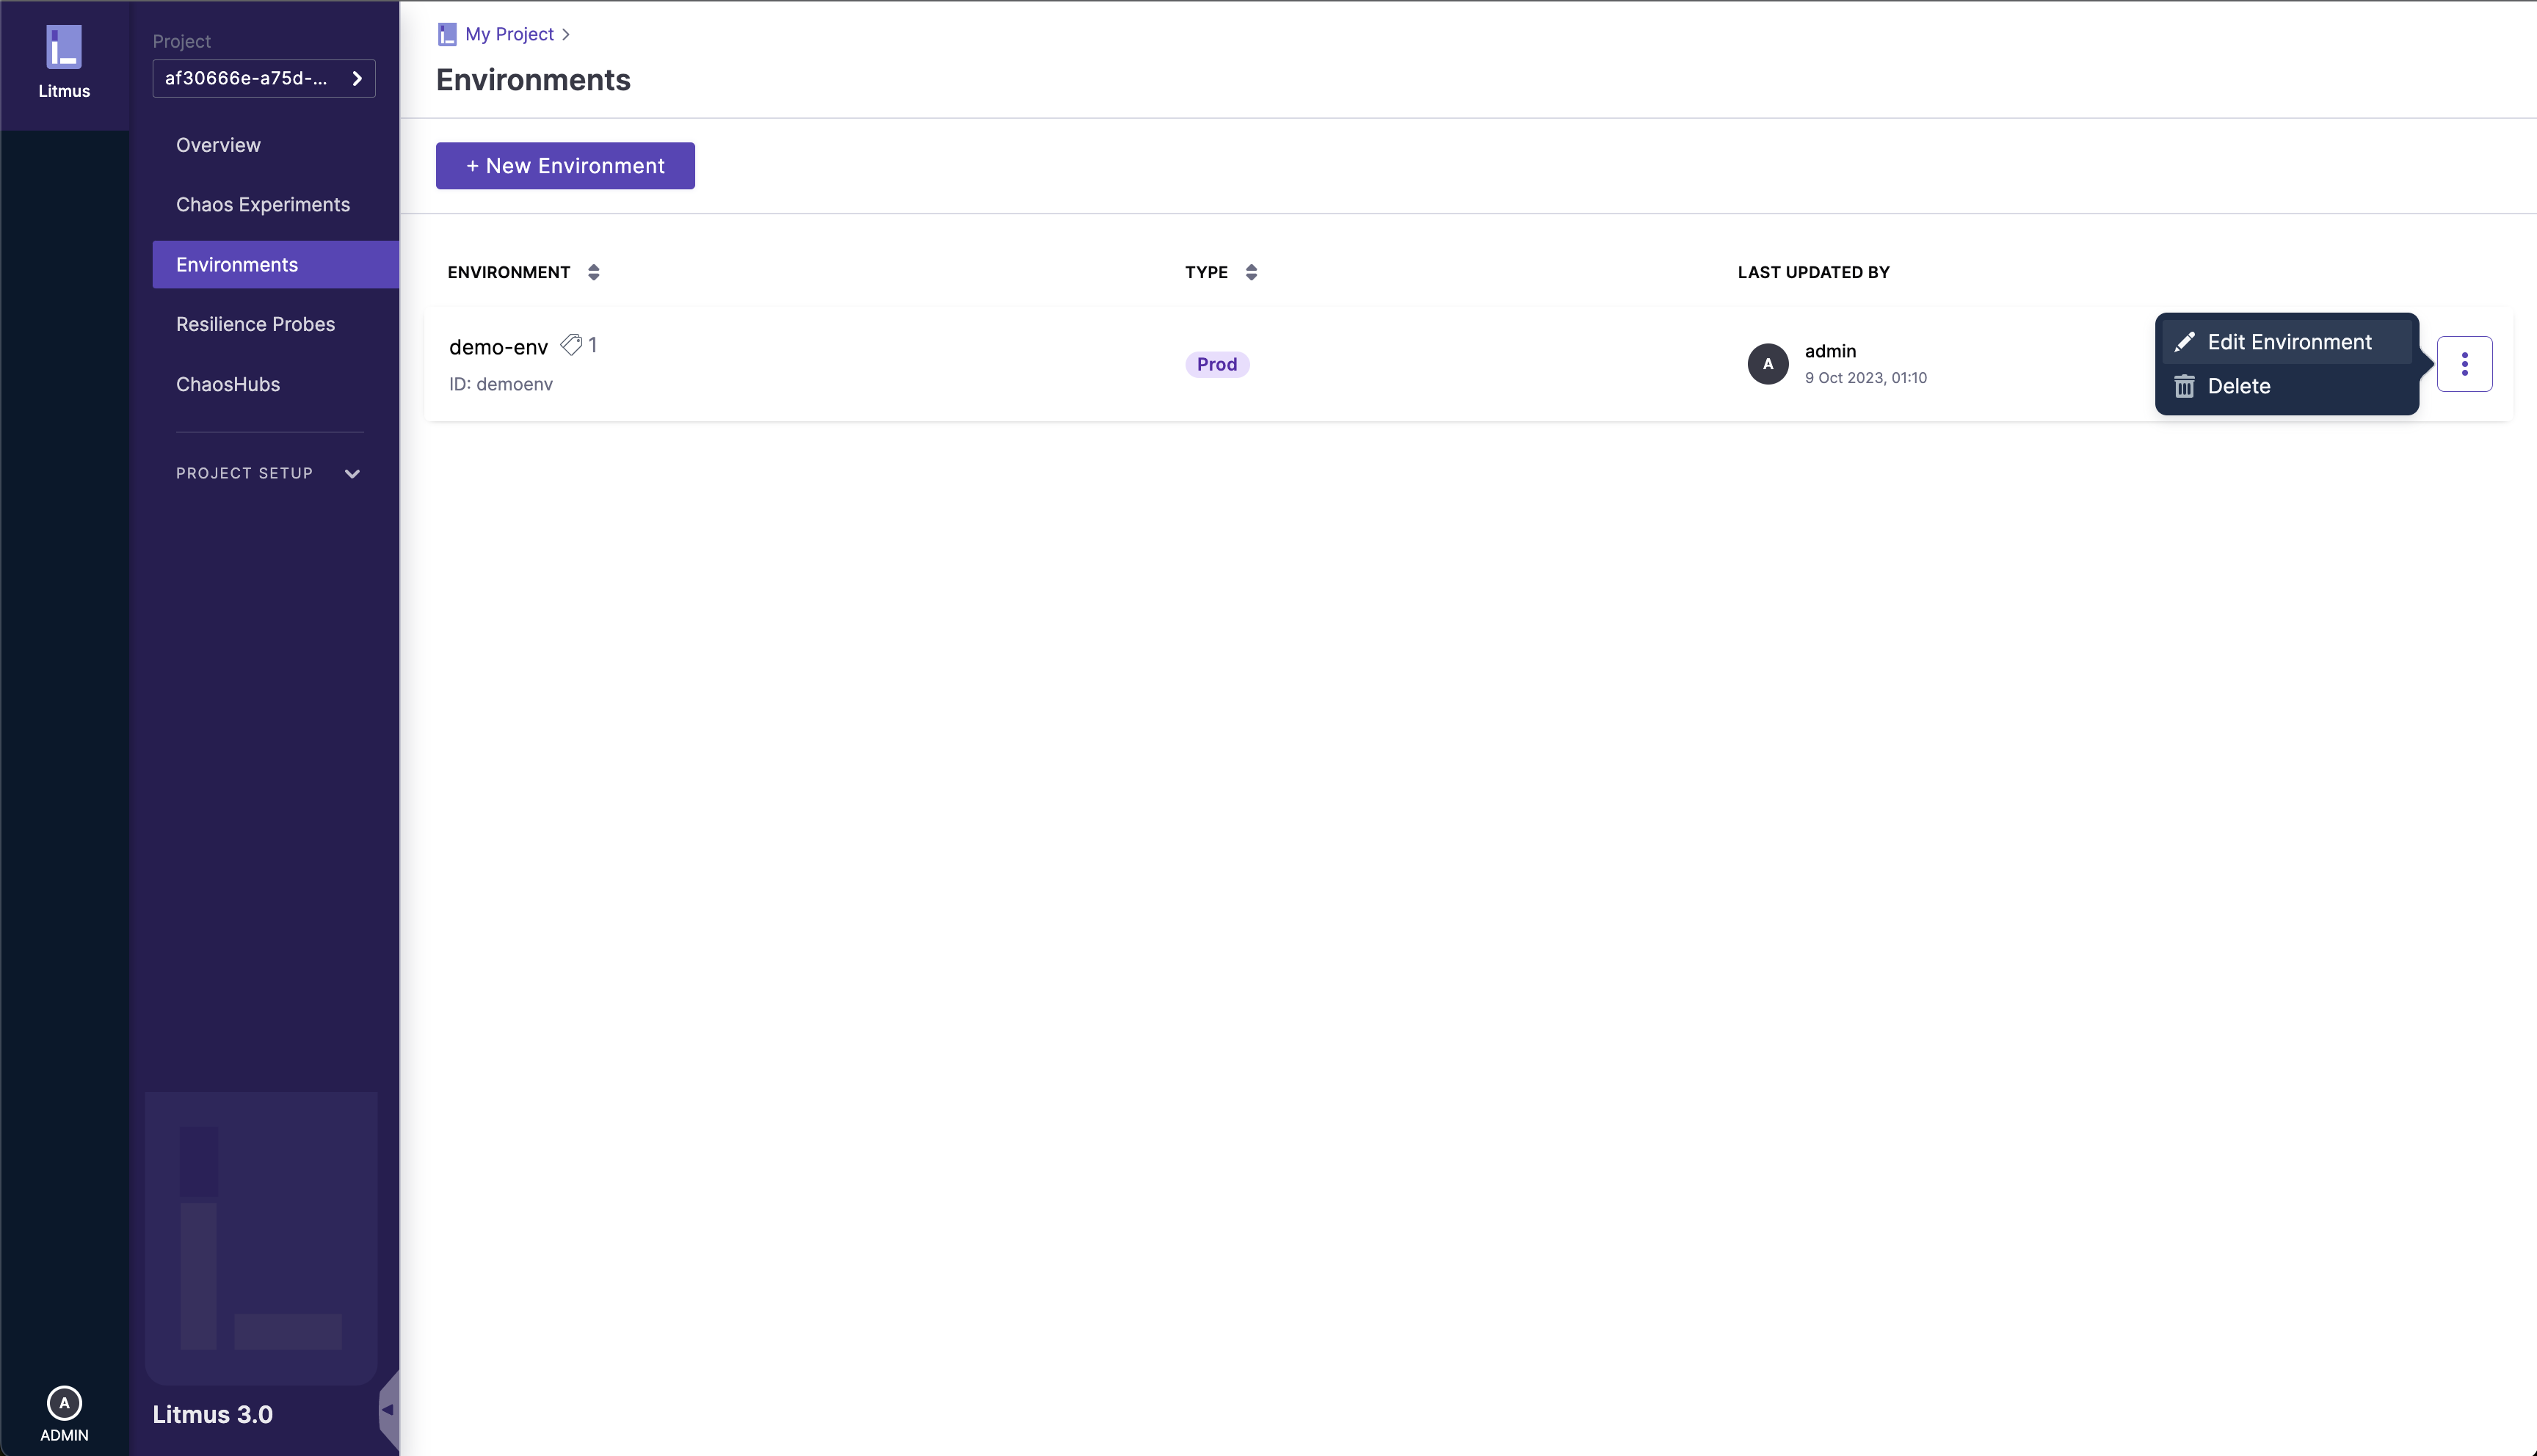 Litmus
Project
af30666e-a75d-...
Overview
Chaos Experiments
Environments
Resilience Probes
ChaosHubs
PROJECT SETUP
Litmus 3.0
A
ADMIN
My Project
Environments
+ New Environment
ENVIRONMENT TYPE LAST UPDATED BY
demo-env 1
ID: demoenv
Prod
A
admin
9 Oct 2023, 01:10
Edit Environment
Delete